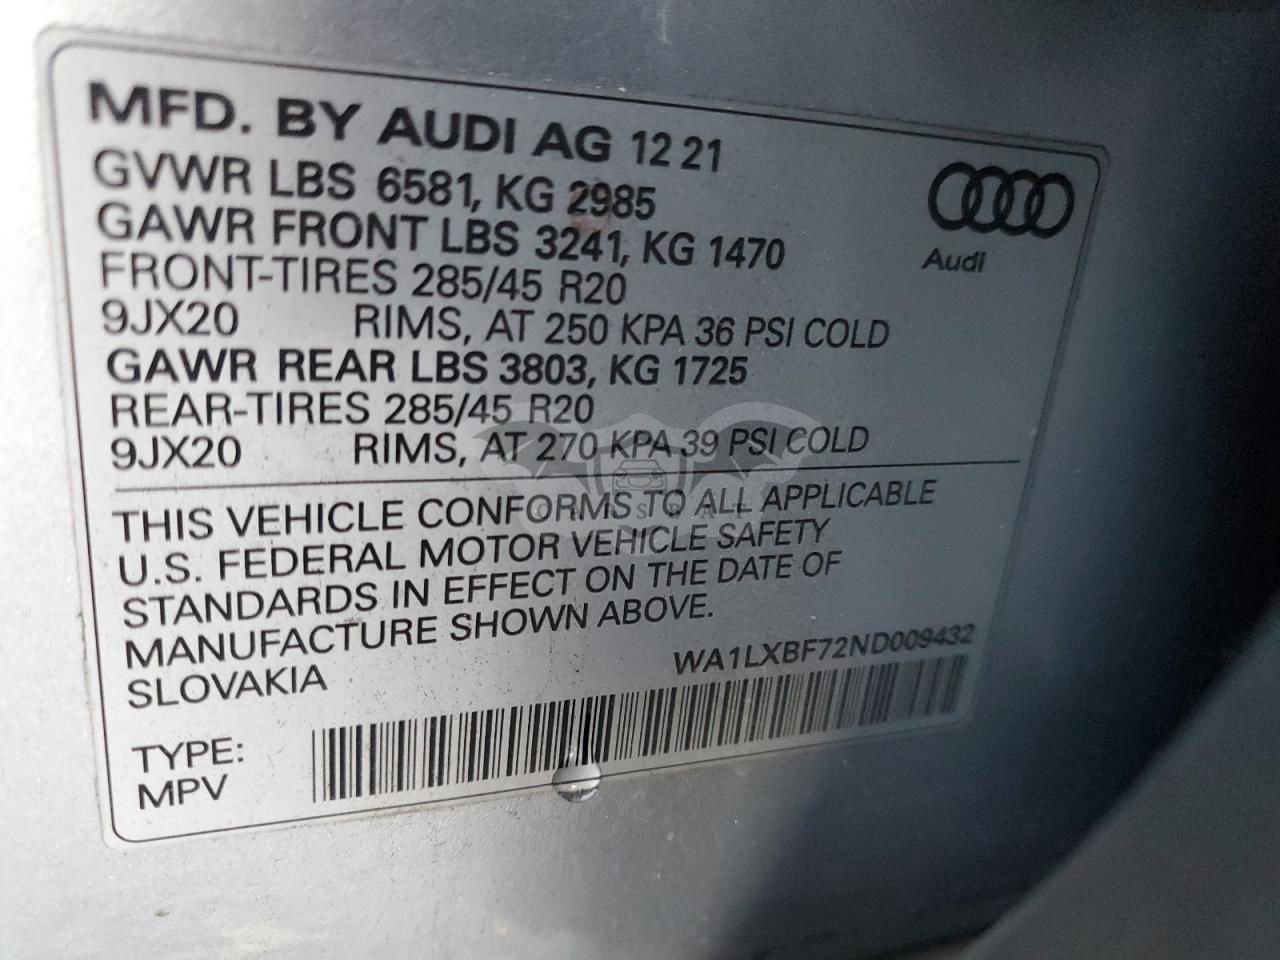 MFD. BY AUDI AG 12 21
GVWR LBS 6581, KG 2985
GAWR FRONT LBS 3241, KG 1470
FRONT-TIRES 285/45 R20
9JX20 RIMS, AT 250 KPA 36 PSI COLD
GAWR REAR LBS 3803, KG 1725
REAR-TIRES 285/45 R20
9JX20 RIMS, AT 270 KPA 39 PSI COLD
Audi
THIS VEHICLE CONFORMS TO ALL APPLICABLE
U.S. FEDERAL MOTOR VEHICLE SAFETY
STANDARDS IN EFFECT ON THE DATE OF
MANUFACTURE SHOWN ABOVE.
SLOVAKIA
WA1LXBF72ND009432
TYPE:
MPV